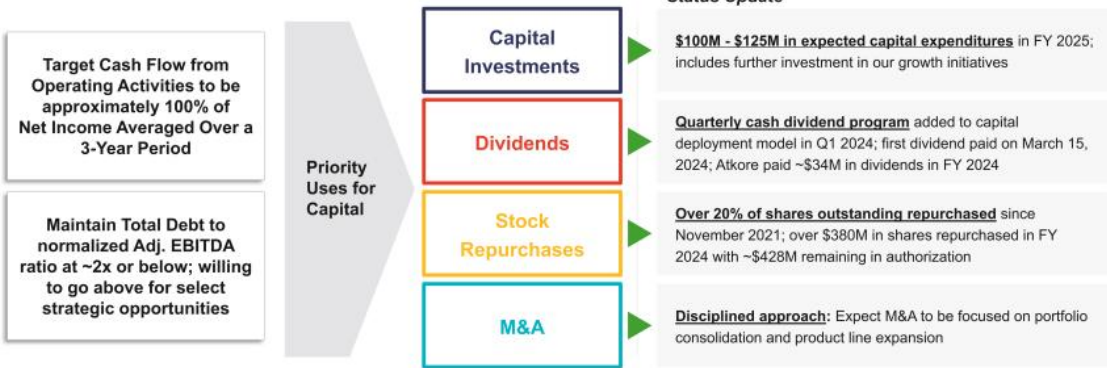 Status Update
Target Cash Flow from
Operating Activities to be
approximately 100% of
Net Income Averaged Over a
3-Year Period
Maintain Total Debt to
normalized Adj. EBITDA
ratio at ~2x or below; willing
to go above for select
strategic opportunities
Priority
Uses for
Capital
Capital
Investments
$100M - $125M in expected capital expenditures in FY 2025;
includes further investment in our growth initiatives
Dividends
Quarterly cash dividend program added to capital
deployment model in Q1 2024; first dividend paid on March 15,
2024; Atkore paid ~$34M in dividends in FY 2024
Stock
Repurchases
Over 20% of shares outstanding repurchased since
November 2021; over $380M in shares repurchased in FY
2024 with ~$428M remaining in authorization
M&A
Disciplined approach: Expect M&A to be focused on portfolio
consolidation and product line expansion